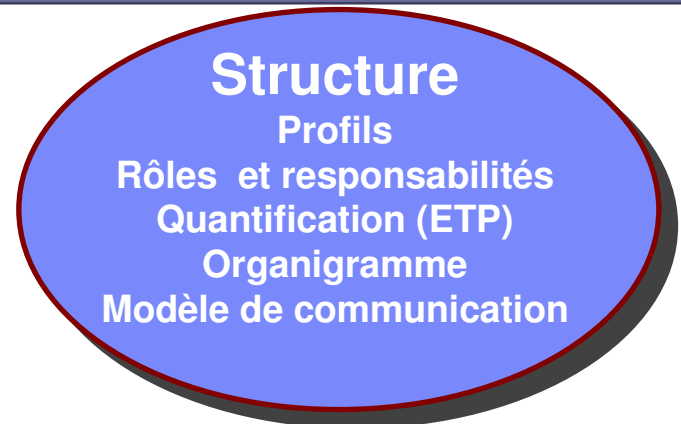 Structure
Profils
Rôles et responsabilités
Quantification (ETP)
Organigramme
Modèle de communication